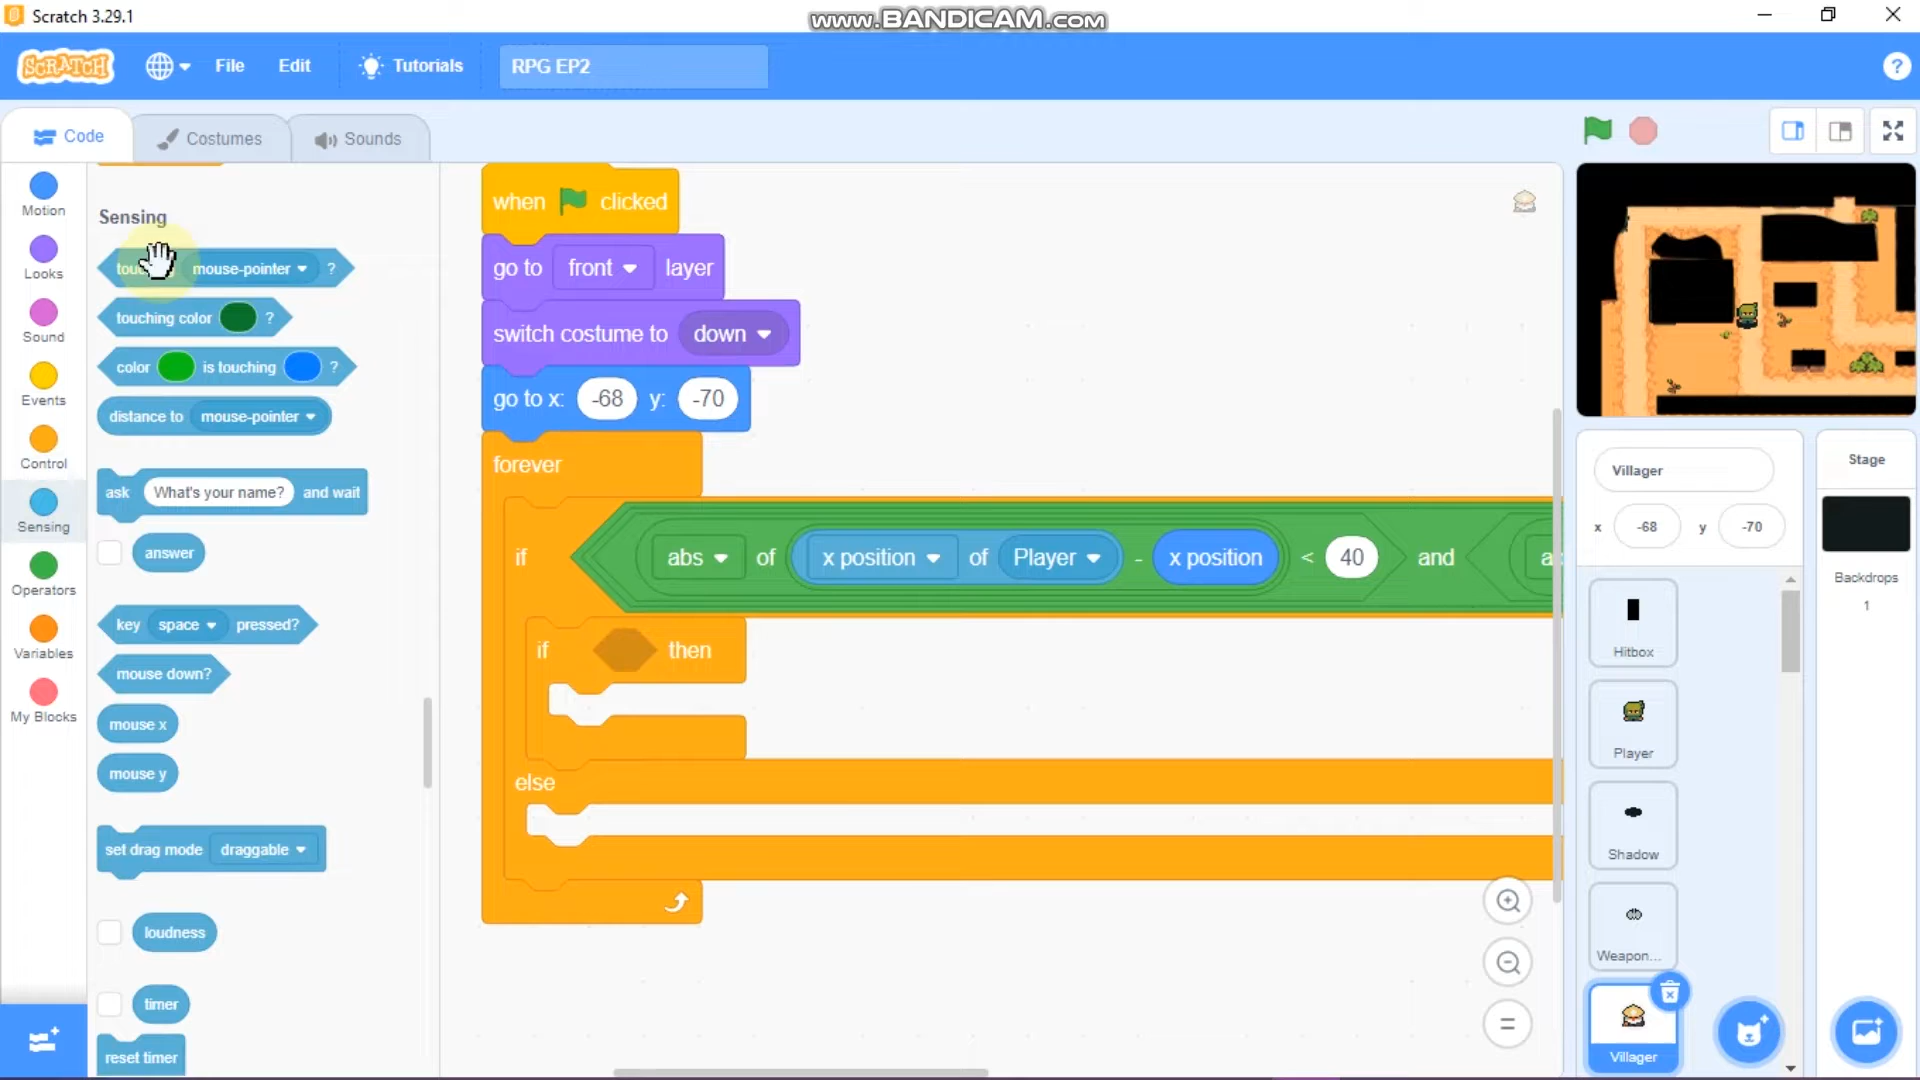 Scratch 3.29.1
www.BANDICAM.com
SCRATCH
File
Edit
Tutorials
RPG EP2
?
Code
Costumes
Sounds
Motion
Looks
Sound
Events
Control
Sensing
Operators
Variables
My Blocks
Sensing
mouse-pointer ?
touching color ?
color is touching ?
distance to mouse-pointer
ask What's your name? and wait
answer
key space pressed?
mouse down?
mouse x
mouse y
set drag mode draggable
loudness
timer
reset timer
when clicked
go to front layer
switch costume to down
go to x: -68 y: -70
forever
if abs of x position of Player - x position < 40 and
if then
else
Villager
x -68 y -70
Hitbox
Player
Shadow
Weapon...
Villager
Stage
Backdrops
1